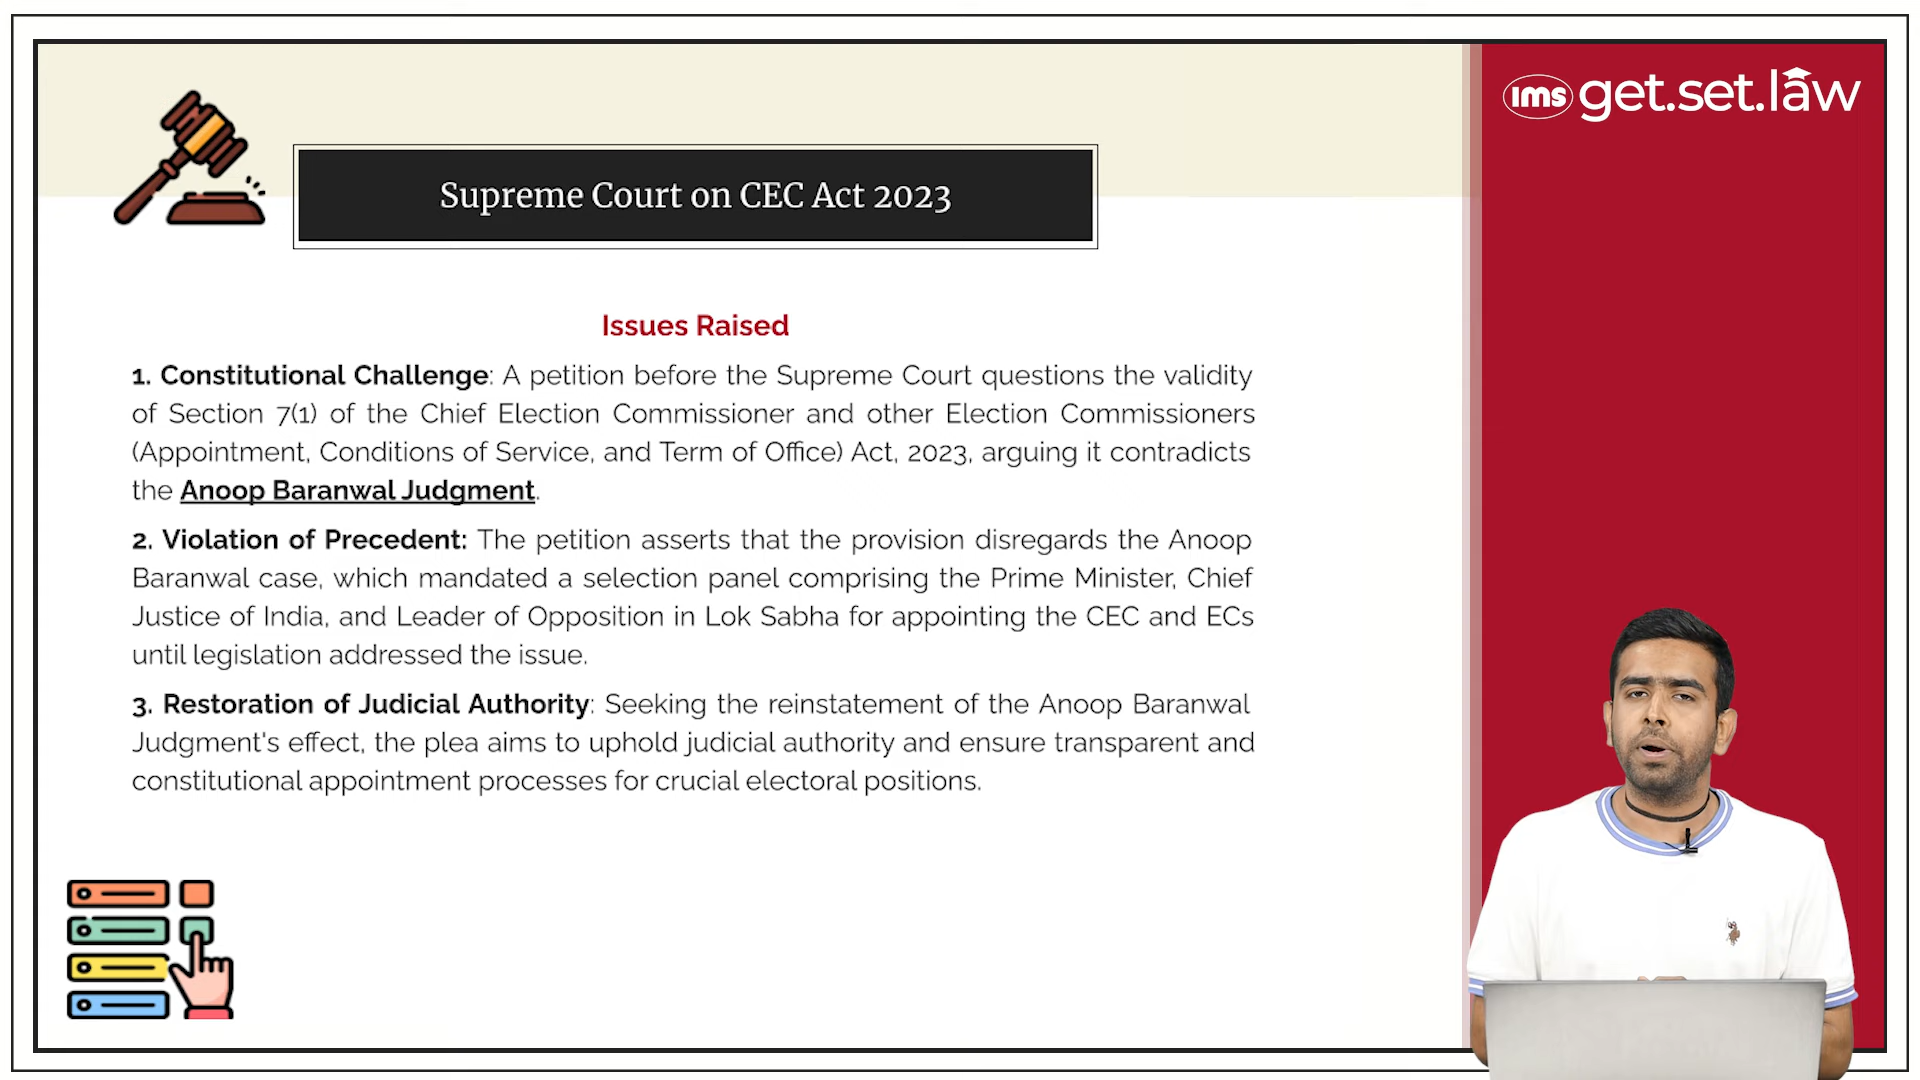 ims get.set.law
Supreme Court on CEC Act 2023
Issues Raised
1. Constitutional Challenge: A petition before the Supreme Court questions the validity
of Section 7(1) of the Chief Election Commissioner and other Election Commissioners
(Appointment, Conditions of Service, and Term of Office) Act, 2023, arguing it contradicts
the Anoop Baranwal Judgment.
2. Violation of Precedent: The petition asserts that the provision disregards the Anoop
Baranwal case, which mandated a selection panel comprising the Prime Minister, Chief
Justice of India, and Leader of Opposition in Lok Sabha for appointing the CEC and ECs
until legislation addressed the issue.
3. Restoration of Judicial Authority: Seeking the reinstatement of the Anoop Baranwal
Judgment's effect, the plea aims to uphold judicial authority and ensure transparent and
constitutional appointment processes for crucial electoral positions.